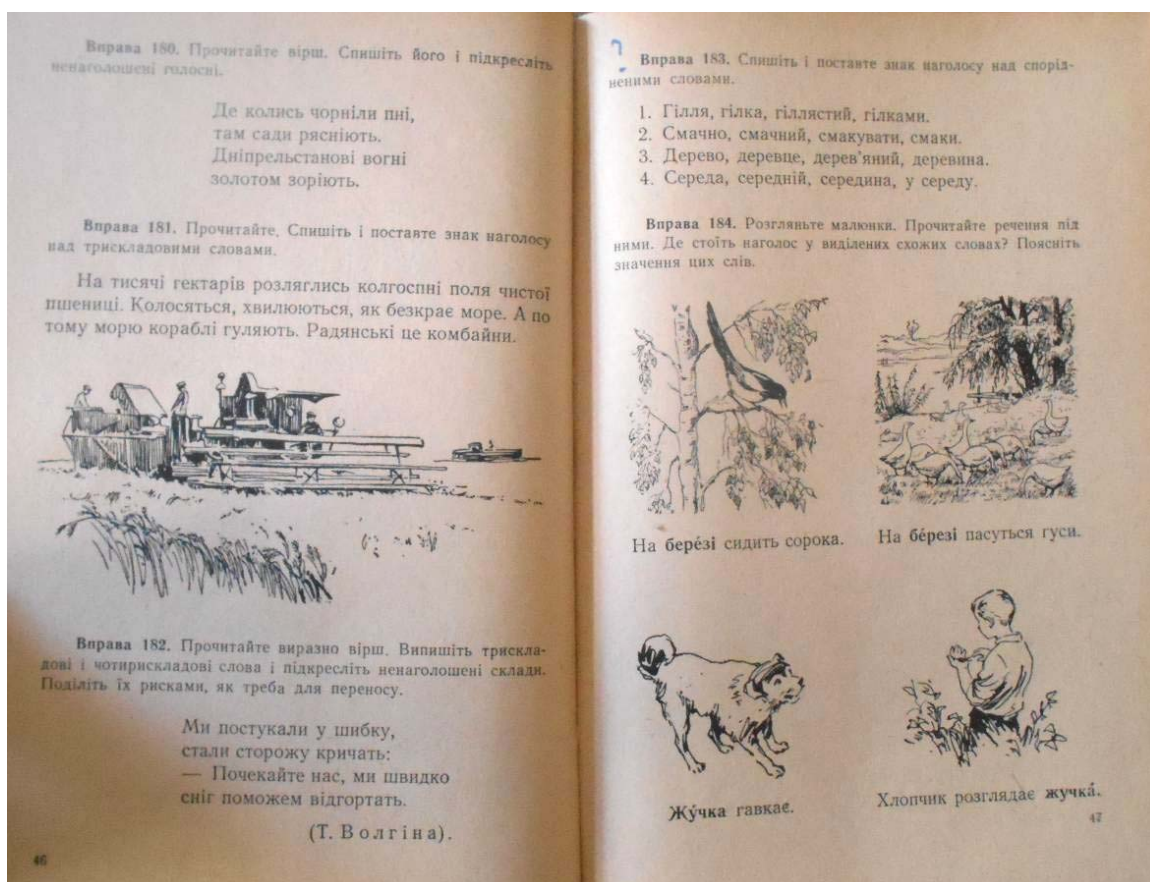 Вправа 180. Прочитайте вірш. Спишіть його і підкресліть
ненаголошені голосні.
Де колись чорніли пні,
там сади рясніють.
Дніпрельстанові вогні
золотом зоріють.
Вправа 181. Прочитайте. Спишіть і поставте знак наголосу
над трискладовими словами.
На тисячі гектарів розляглись колгоспні поля чистої
пшениці. Колосяться, хвилюються, як безкрає море. А по
тому морю кораблі гуляють. Радянські це комбайни.
Вправа 182. Прочитайте виразно вірш. Випишіть трискла-
дові і чотирискладові слова і підкресліть ненаголошені склади.
Поділіть їх рисками, як треба для переносу.
Ми постукали у шибку,
стали сторожу кричать:
— Почекайте нас, ми швидко
сніг поможем відгортать.
(Т. Волгіна).
46
?
Вправа 183. Спишіть і поставте знак наголосу над спорід-
неними словами.
1. Гілля, гілка, гіллястий, гілками.
2. Смачно, смачний, смакувати, смаки.
3. Дерево, деревце, дерев'яний, деревина.
4. Середа, середній, середина, у середу.
Вправа 184. Розгляньте малюнки. Прочитайте речення під
ними. Де стоїть наголос у виділених схожих словах? Поясніть
значення цих слів.
На бере́зі сидить сорока.
На бе́резі пасуться гуси.
Жу́чка гавкає.
Хлопчик розглядає жучка́.
47